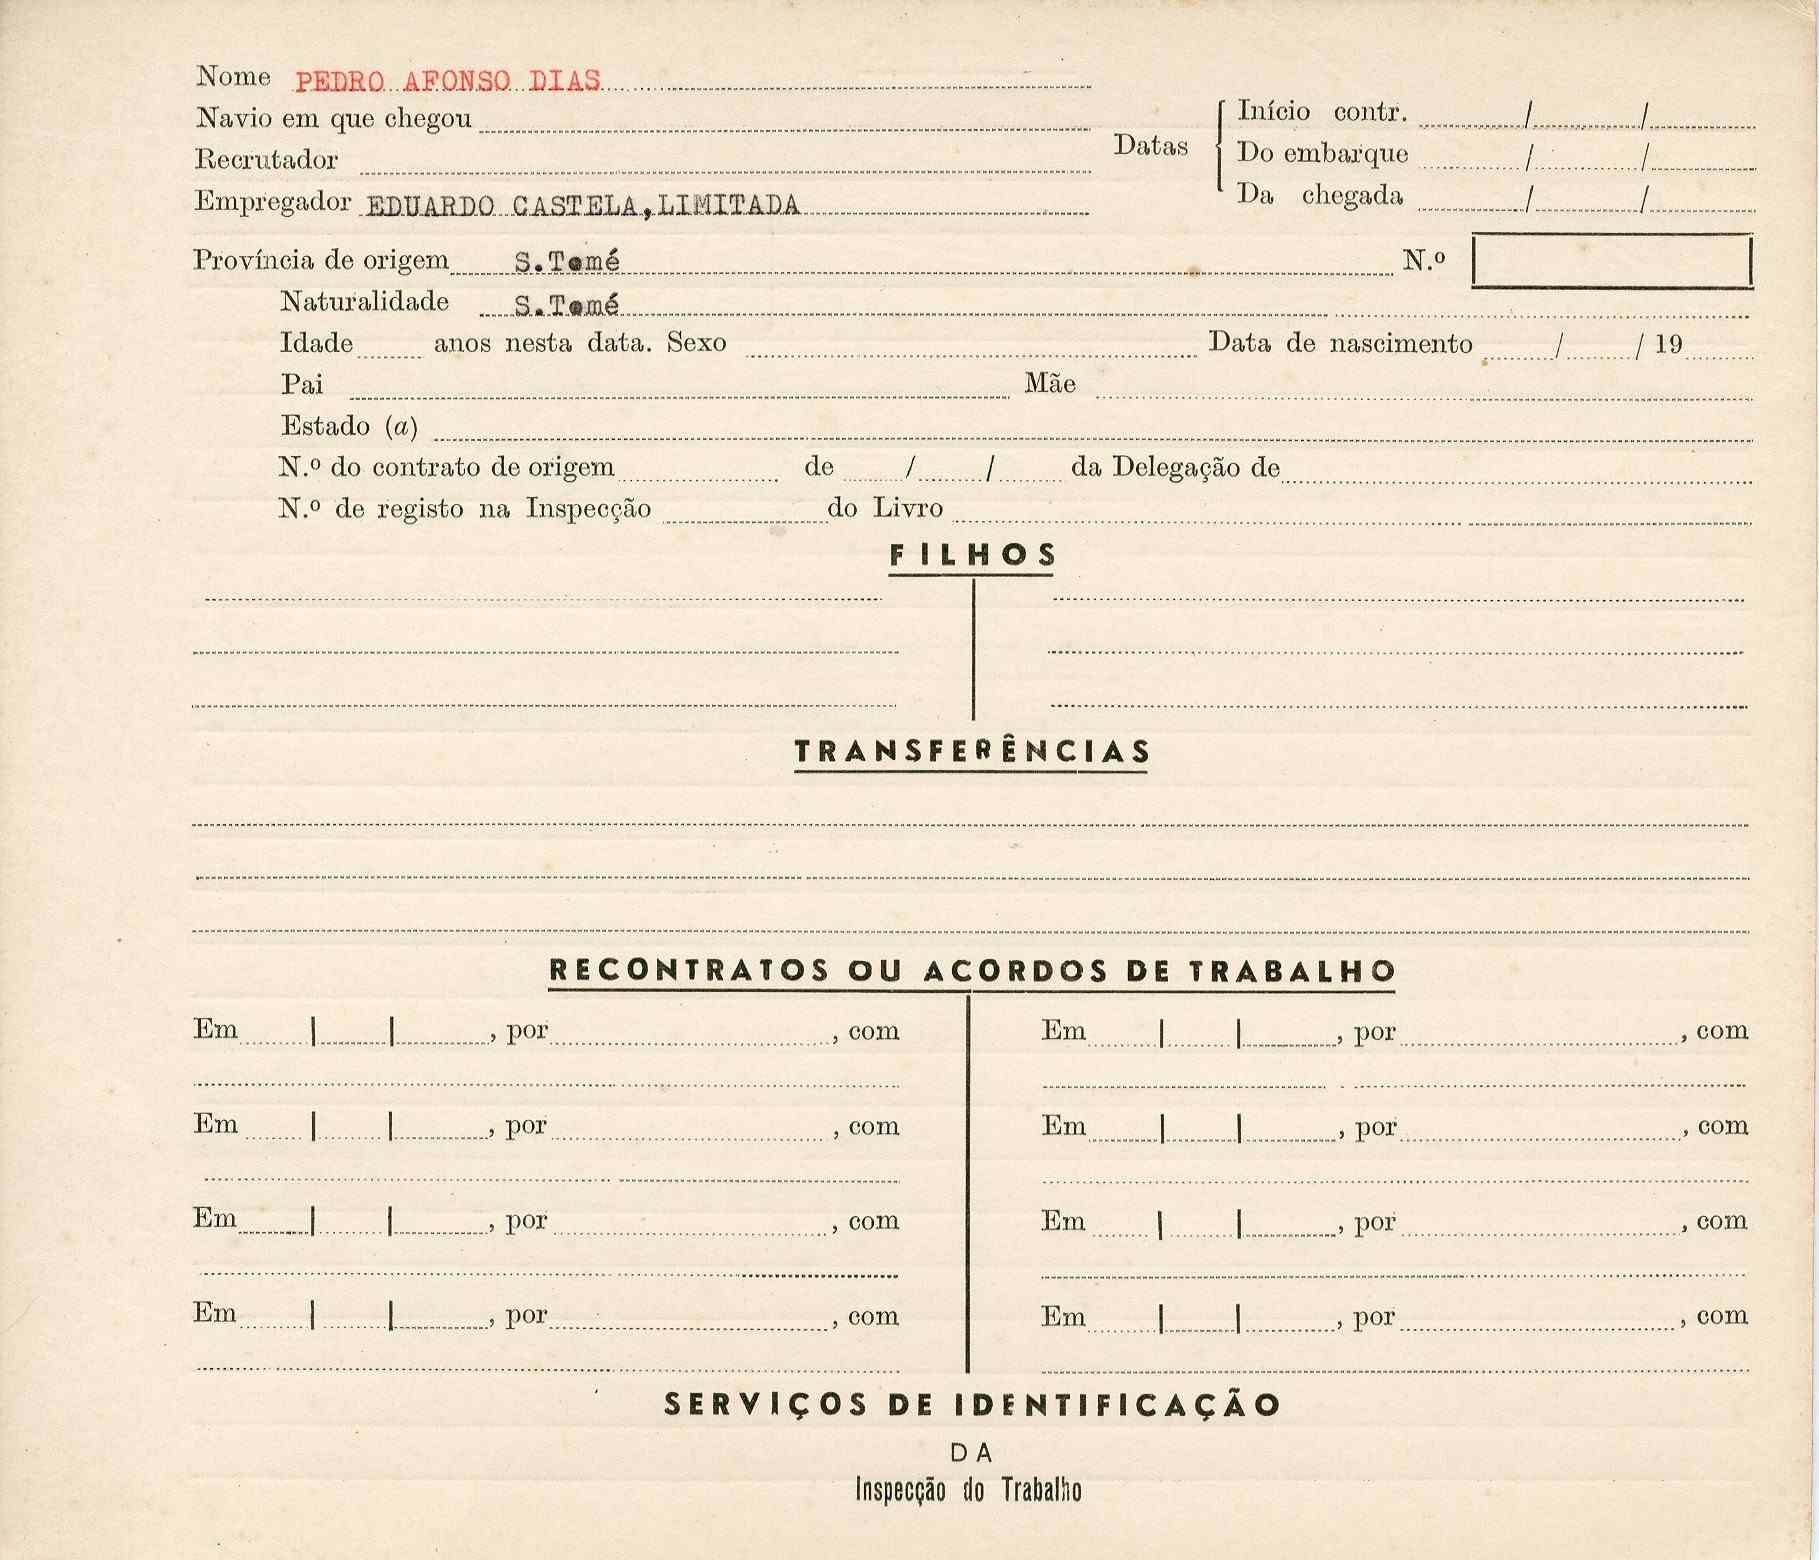 Nome PEDRO AFONSO DIAS
Navio em que chegou
Recrutador
Empregador EDUARDO CASTELA, LIMITADA
Datas
Início contr. / /
Do embarque / /
Da chegada / /
Província de origem S.Tomé N.º
Naturalidade S.Tomé
Idade anos nesta data. Sexo Data de nascimento / / 19
Pai Mãe
Estado (a)
N.º do contrato de origem de / / da Delegação de
N.º de registo na Inspecção do Livro
FILHOS
TRANSFERÊNCIAS
RECONTRATOS OU ACORDOS DE TRABALHO
Em | | , por , com Em | | , por , com
Em | | , por , com Em | | , por , com
Em | | , por , com Em | | , por , com
Em | | , por , com Em | | , por , com
SERVIÇOS DE IDENTIFICAÇÃO
DA
Inspecção do Trabalho